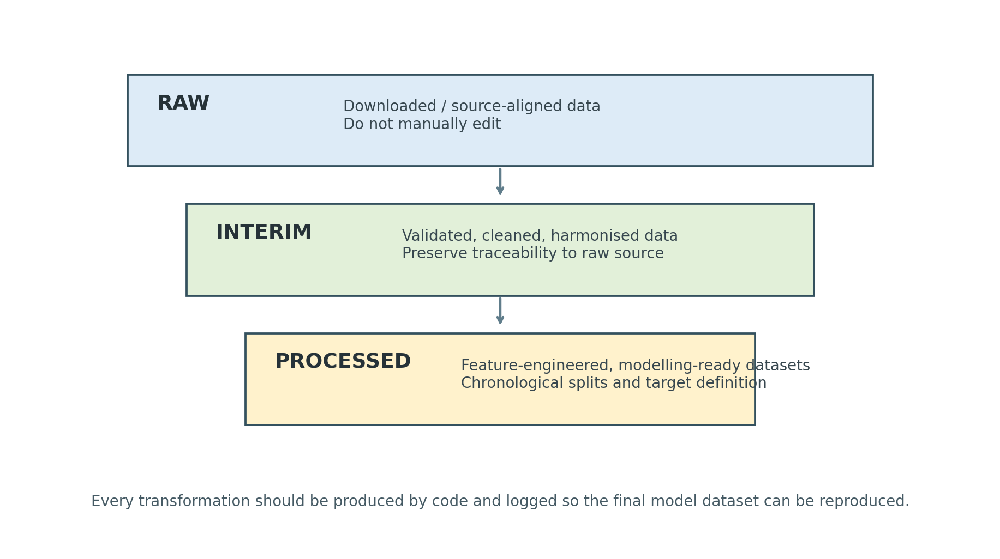 RAW
Downloaded / source-aligned data
Do not manually edit
INTERIM
Validated, cleaned, harmonised data
Preserve traceability to raw source
PROCESSED
Feature-engineered, modelling-ready datasets
Chronological splits and target definition
Every transformation should be produced by code and logged so the final model dataset can be reproduced.